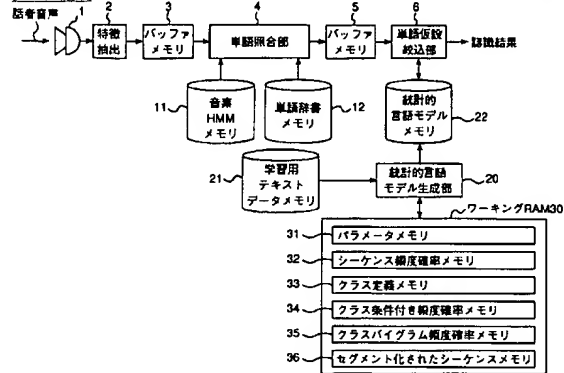 1
2
3
4
5
6
話者音声
特徴
抽出
バッファ
メモリ
単語照合部
バッファ
メモリ
単語仮設
絞込部
認識結果
11
音素
HMM
メモリ
単語辞書
メモリ
12
統計的
言語モデル
メモリ
22
21
学習用
テキスト
データメモリ
統計的言語
モデル生成部
20
ワーキングRAM30
31
パラメータメモリ
32
シーケンス頻度確率メモリ
33
クラス定義メモリ
34
クラス条件付き頻度確率メモリ
35
クラスバイグラム頻度確率メモリ
36
セグメント化されたシーケンスメモリ